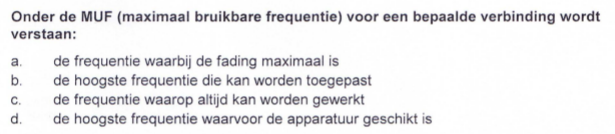 Onder de MUF (maximaal bruikbare frequentie) voor een bepaalde verbinding wordt
verstaan:
a. de frequentie waarbij de fading maximaal is
b. de hoogste frequentie die kan worden toegepast
c. de frequentie waarop altijd kan worden gewerkt
d. de hoogste frequentie waarvoor de apparatuur geschikt is